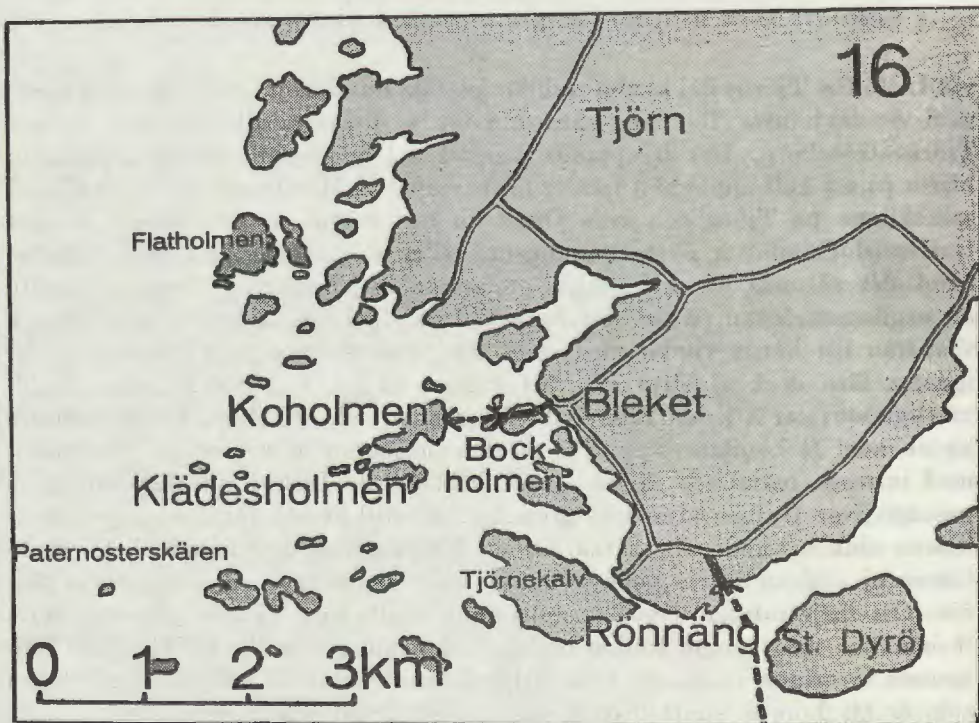 16
Tjörn
Flatholmen
Koholmen
Bleket
Bock-
holmen
Klädesholmen
Paternosterskären
Tjörnekalv
Rönnäng
St. Dyrö
0 1 2 3km